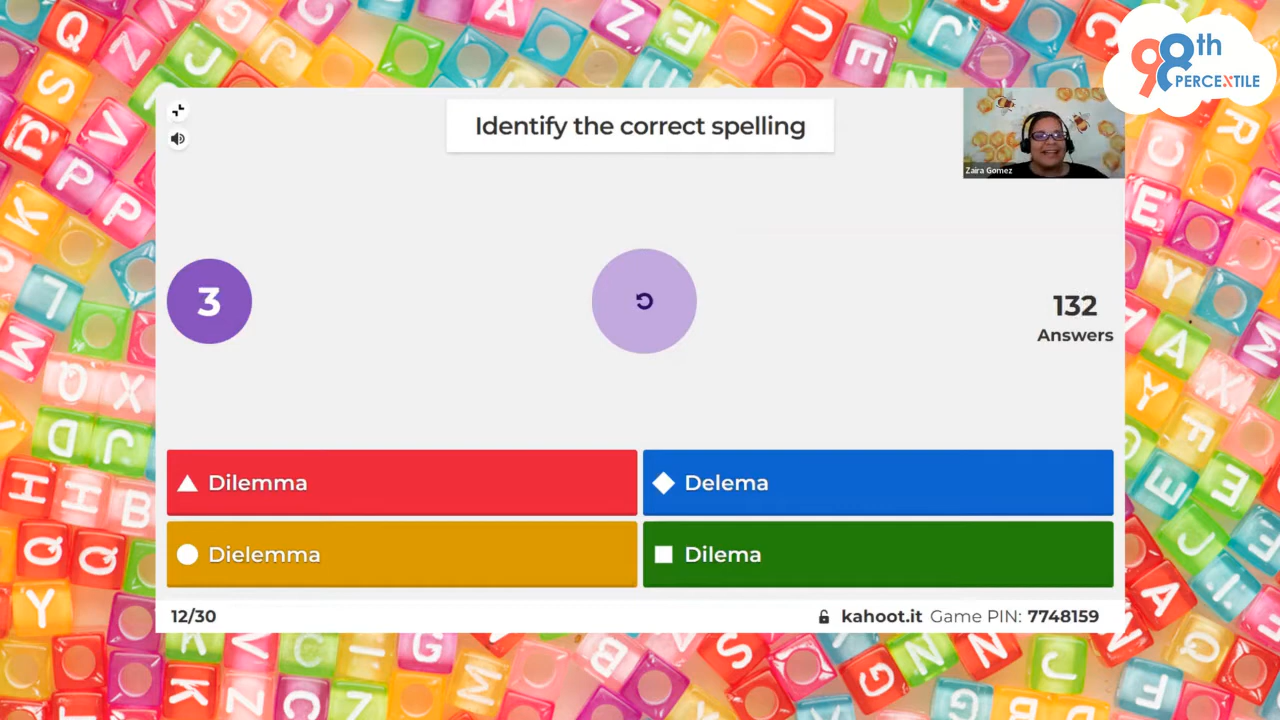 98th
PERCEXTILE
Identify the correct spelling
Zaira Gomez
3
132
Answers
Dilemma
Delema
Dielemma
Dilema
12/30
kahoot.it Game PIN: 7748159